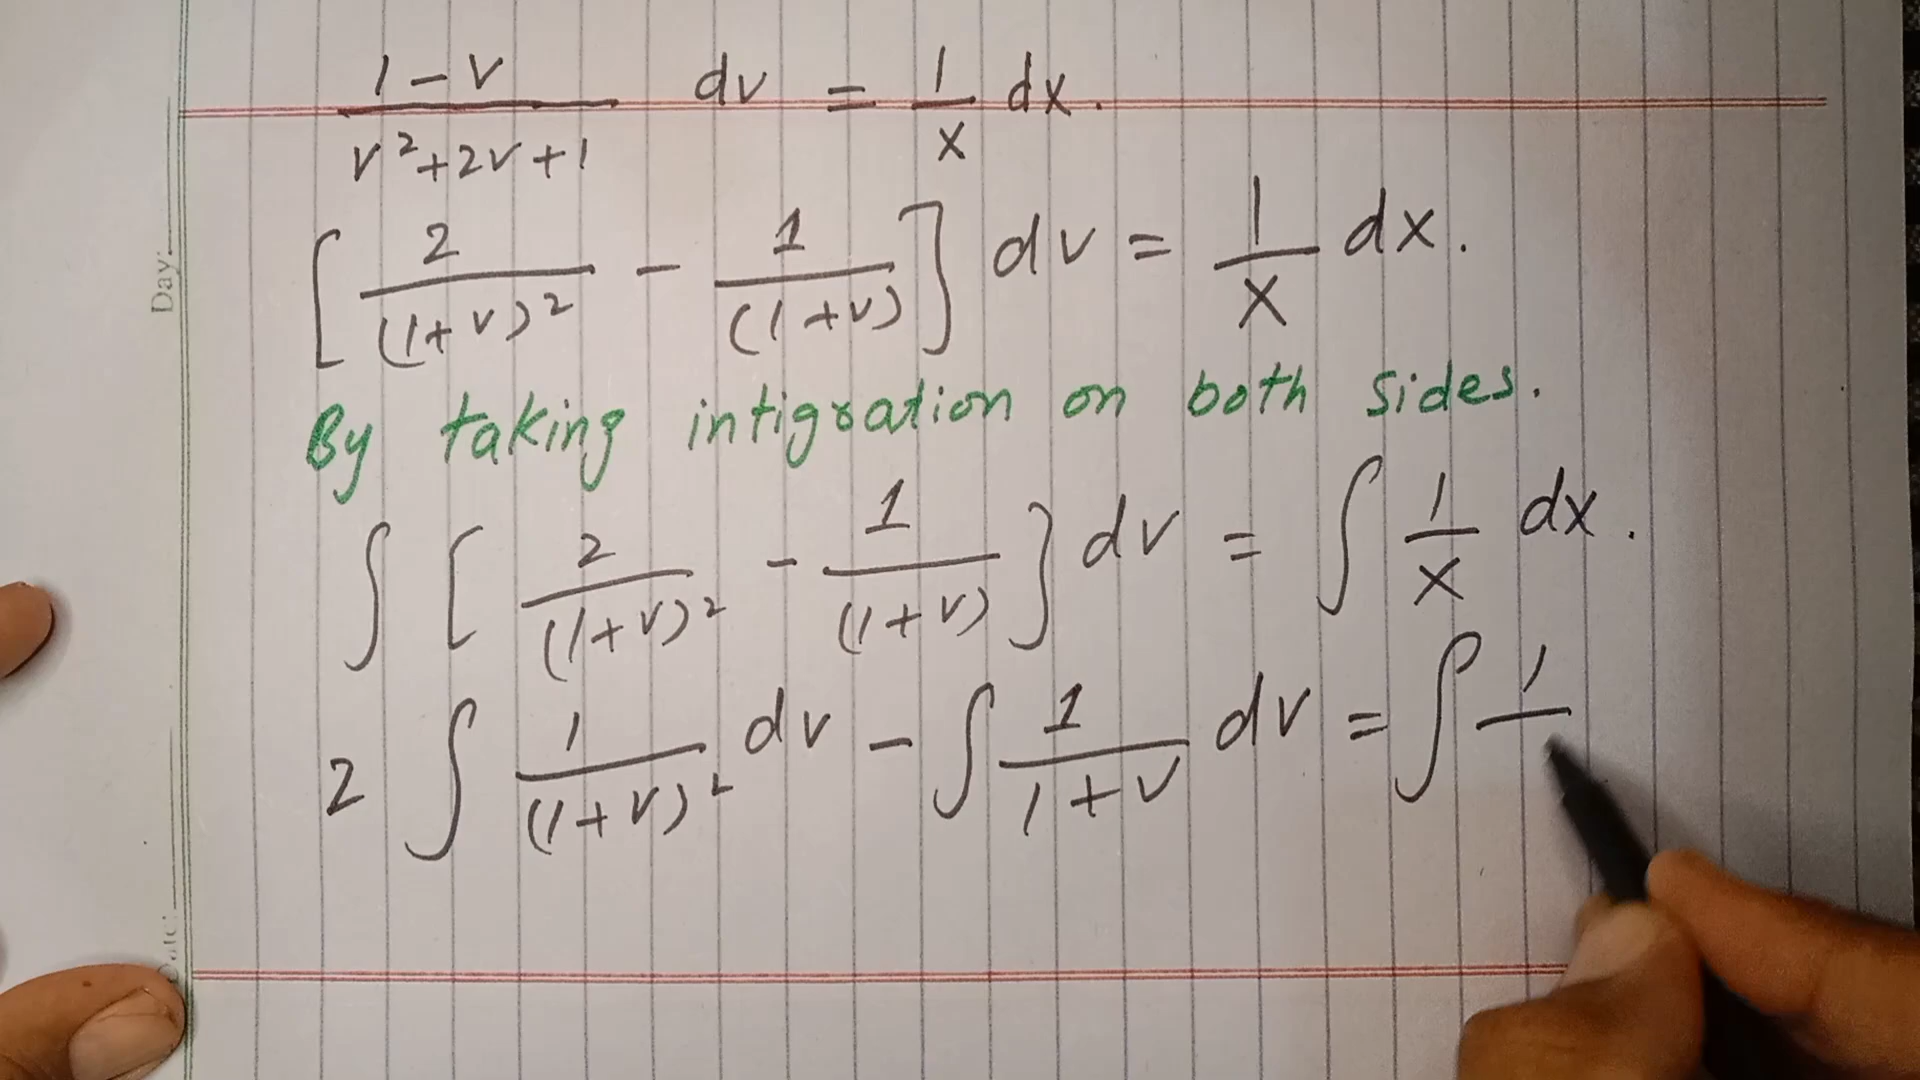 1-v / v²+2v+1 dv = 1/x dx.
[2/(1+v)² - 1/(1+v)] dv = 1/x dx.
By taking intigration on both sides.
∫ [2/(1+v)² - 1/(1+v)] dv = ∫ 1/x dx.
2 ∫ 1/(1+v)² dv - ∫ 1/1+v dv = ∫ 1/
Day:
Date: